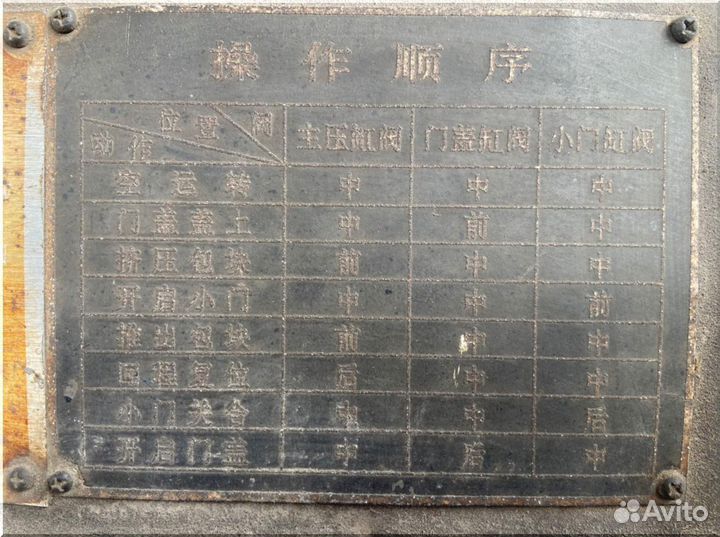 操作顺序
位置 阀 动作 主压缸阀 门盖缸阀 小门缸阀
空运转 中 中 中
门盖盖上 中 前 中
挤压包块 前 中 中
开启小门 中 中 前
推出包块 前 中 中
回程复位 后 中 中
小门关合 中 中 后
开启门盖 中 后 中
Avito